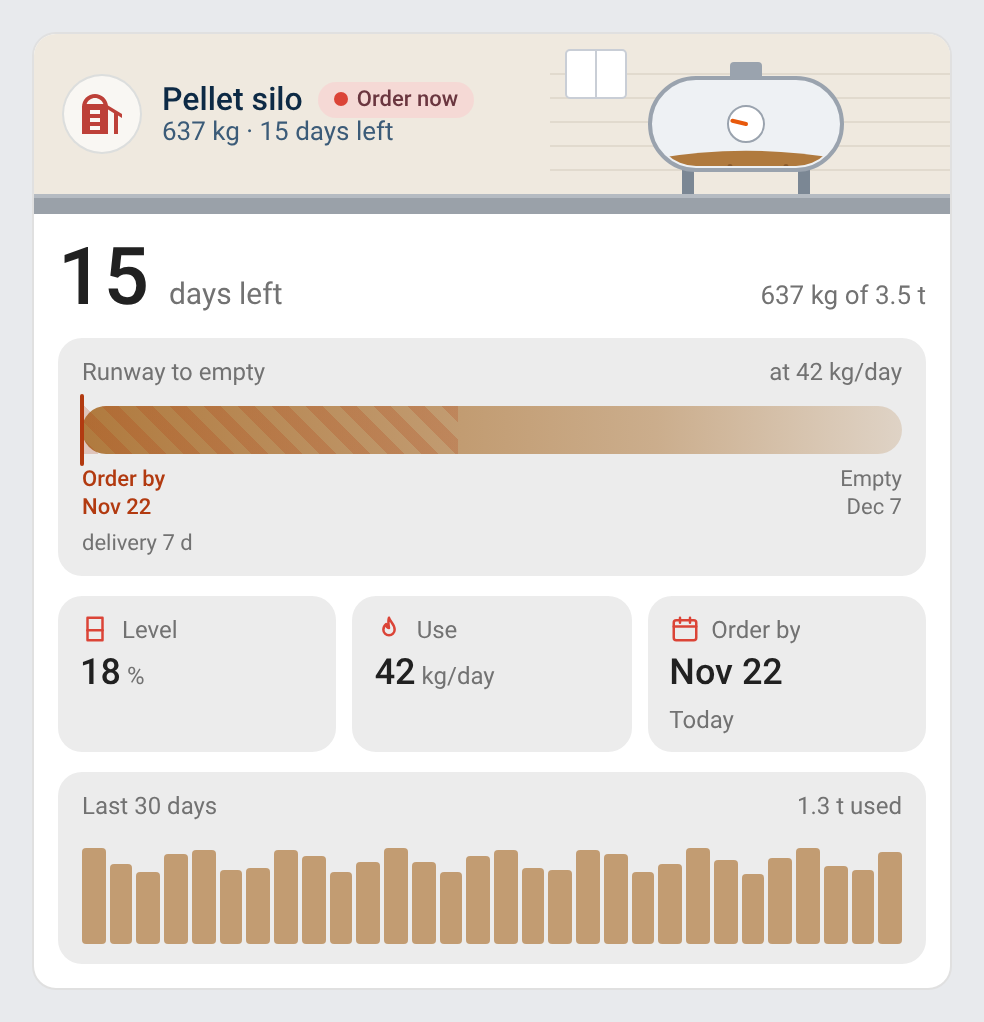 Pellet silo
Order now
637 kg · 15 days left
15 days left
637 kg of 3.5 t
Runway to empty
at 42 kg/day
Order by
Nov 22
delivery 7 d
Empty
Dec 7
Level
18 %
Use
42 kg/day
Order by
Nov 22
Today
Last 30 days
1.3 t used